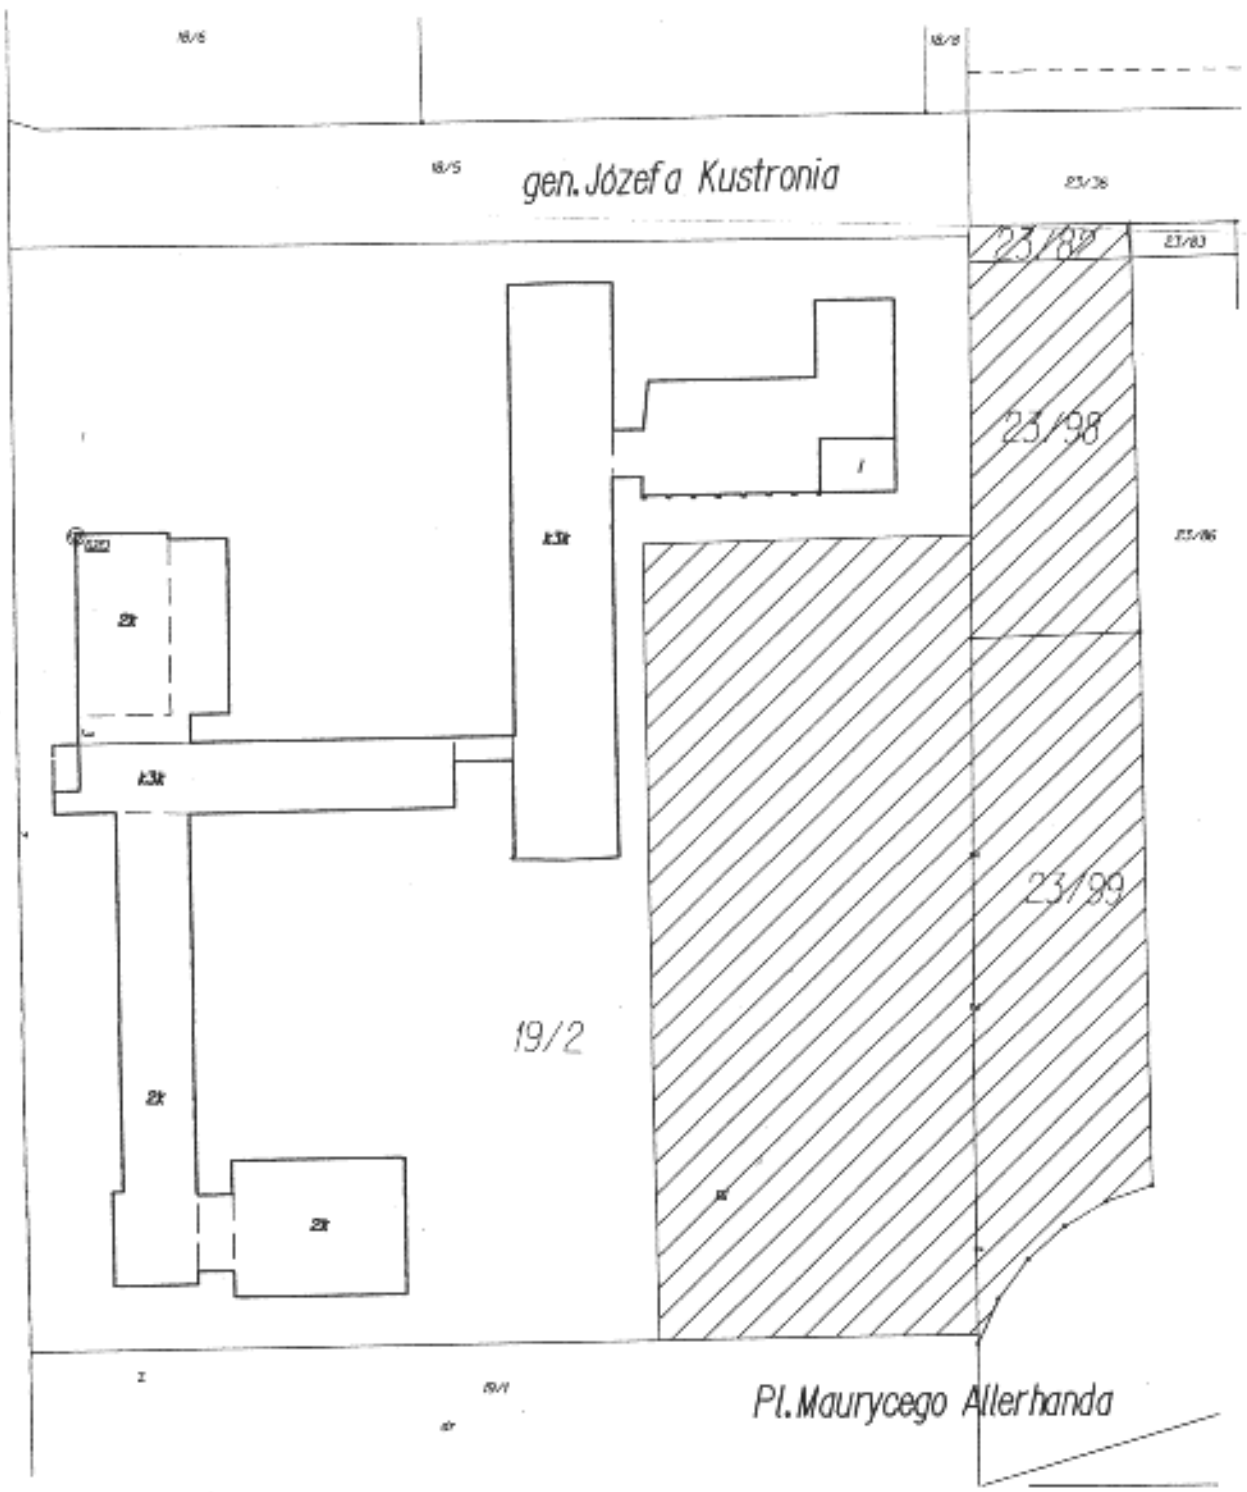 18/6
18/8
18/5
gen. Józefa Kustronia
23/36
23/82
23/83
23/98
I
k3k
23/86
2k
k3k
23/99
19/2
2k
2k
19/1
dr
Pl. Maurycego Allerhanda